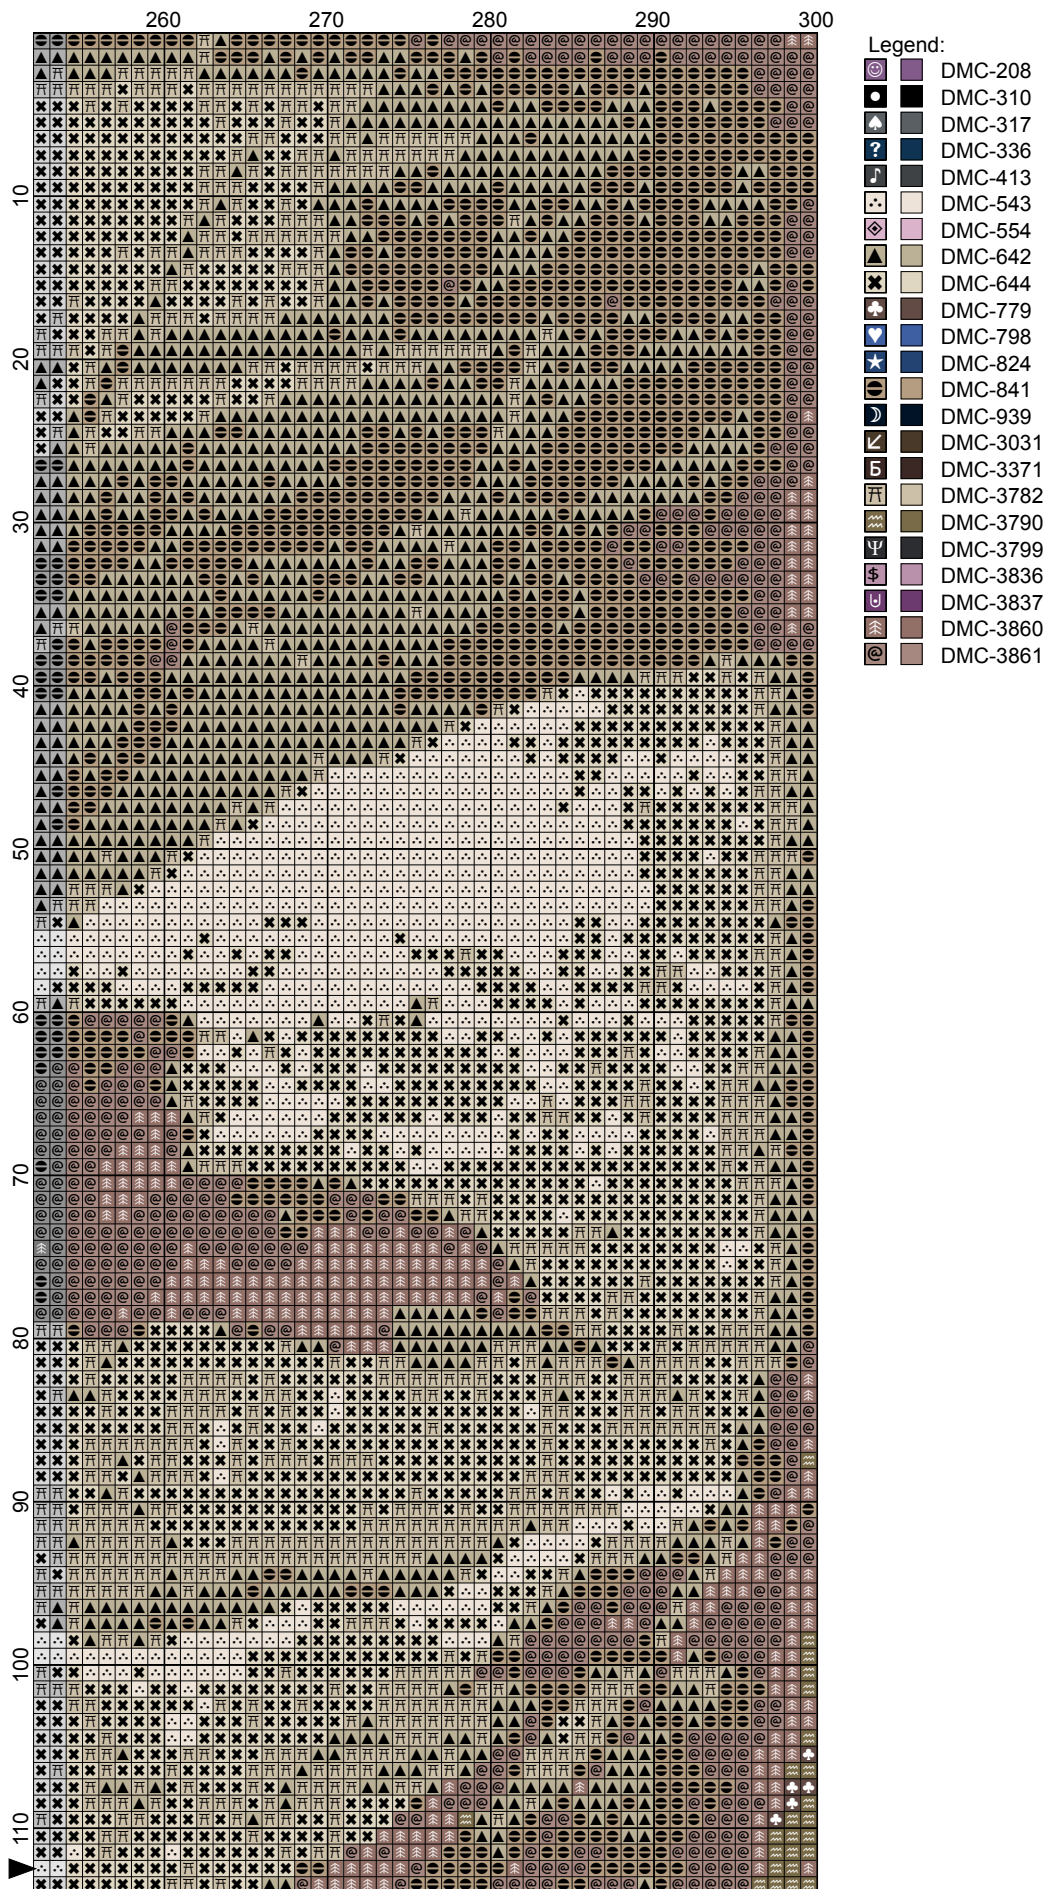 260 270 280 290 300
Legend:
DMC-208
DMC-310
DMC-317
? DMC-336
DMC-413
DMC-543
DMC-554
DMC-642
DMC-644
DMC-779
DMC-798
DMC-824
DMC-841
DMC-939
DMC-3031
Б DMC-3371
DMC-3782
DMC-3790
Ψ DMC-3799
$ DMC-3836
DMC-3837
DMC-3860
@ DMC-3861
10
20
30
40
50
60
70
80
90
100
110